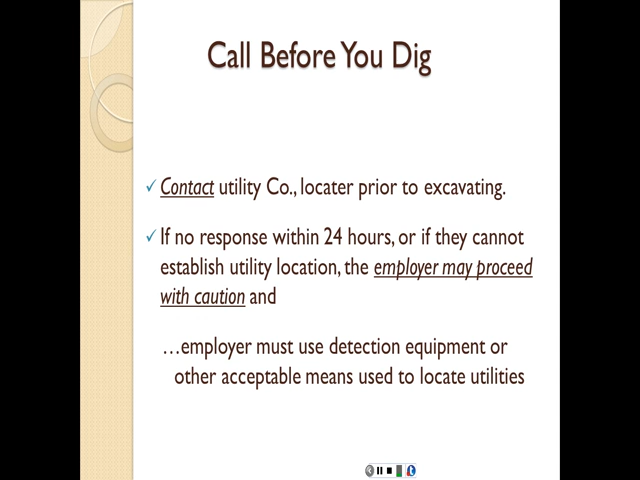 Call Before You Dig
✓Contact utility Co., locater prior to excavating.
✓If no response within 24 hours, or if they cannot
establish utility location, the employer may proceed
with caution and
…employer must use detection equipment or
other acceptable means used to locate utilities